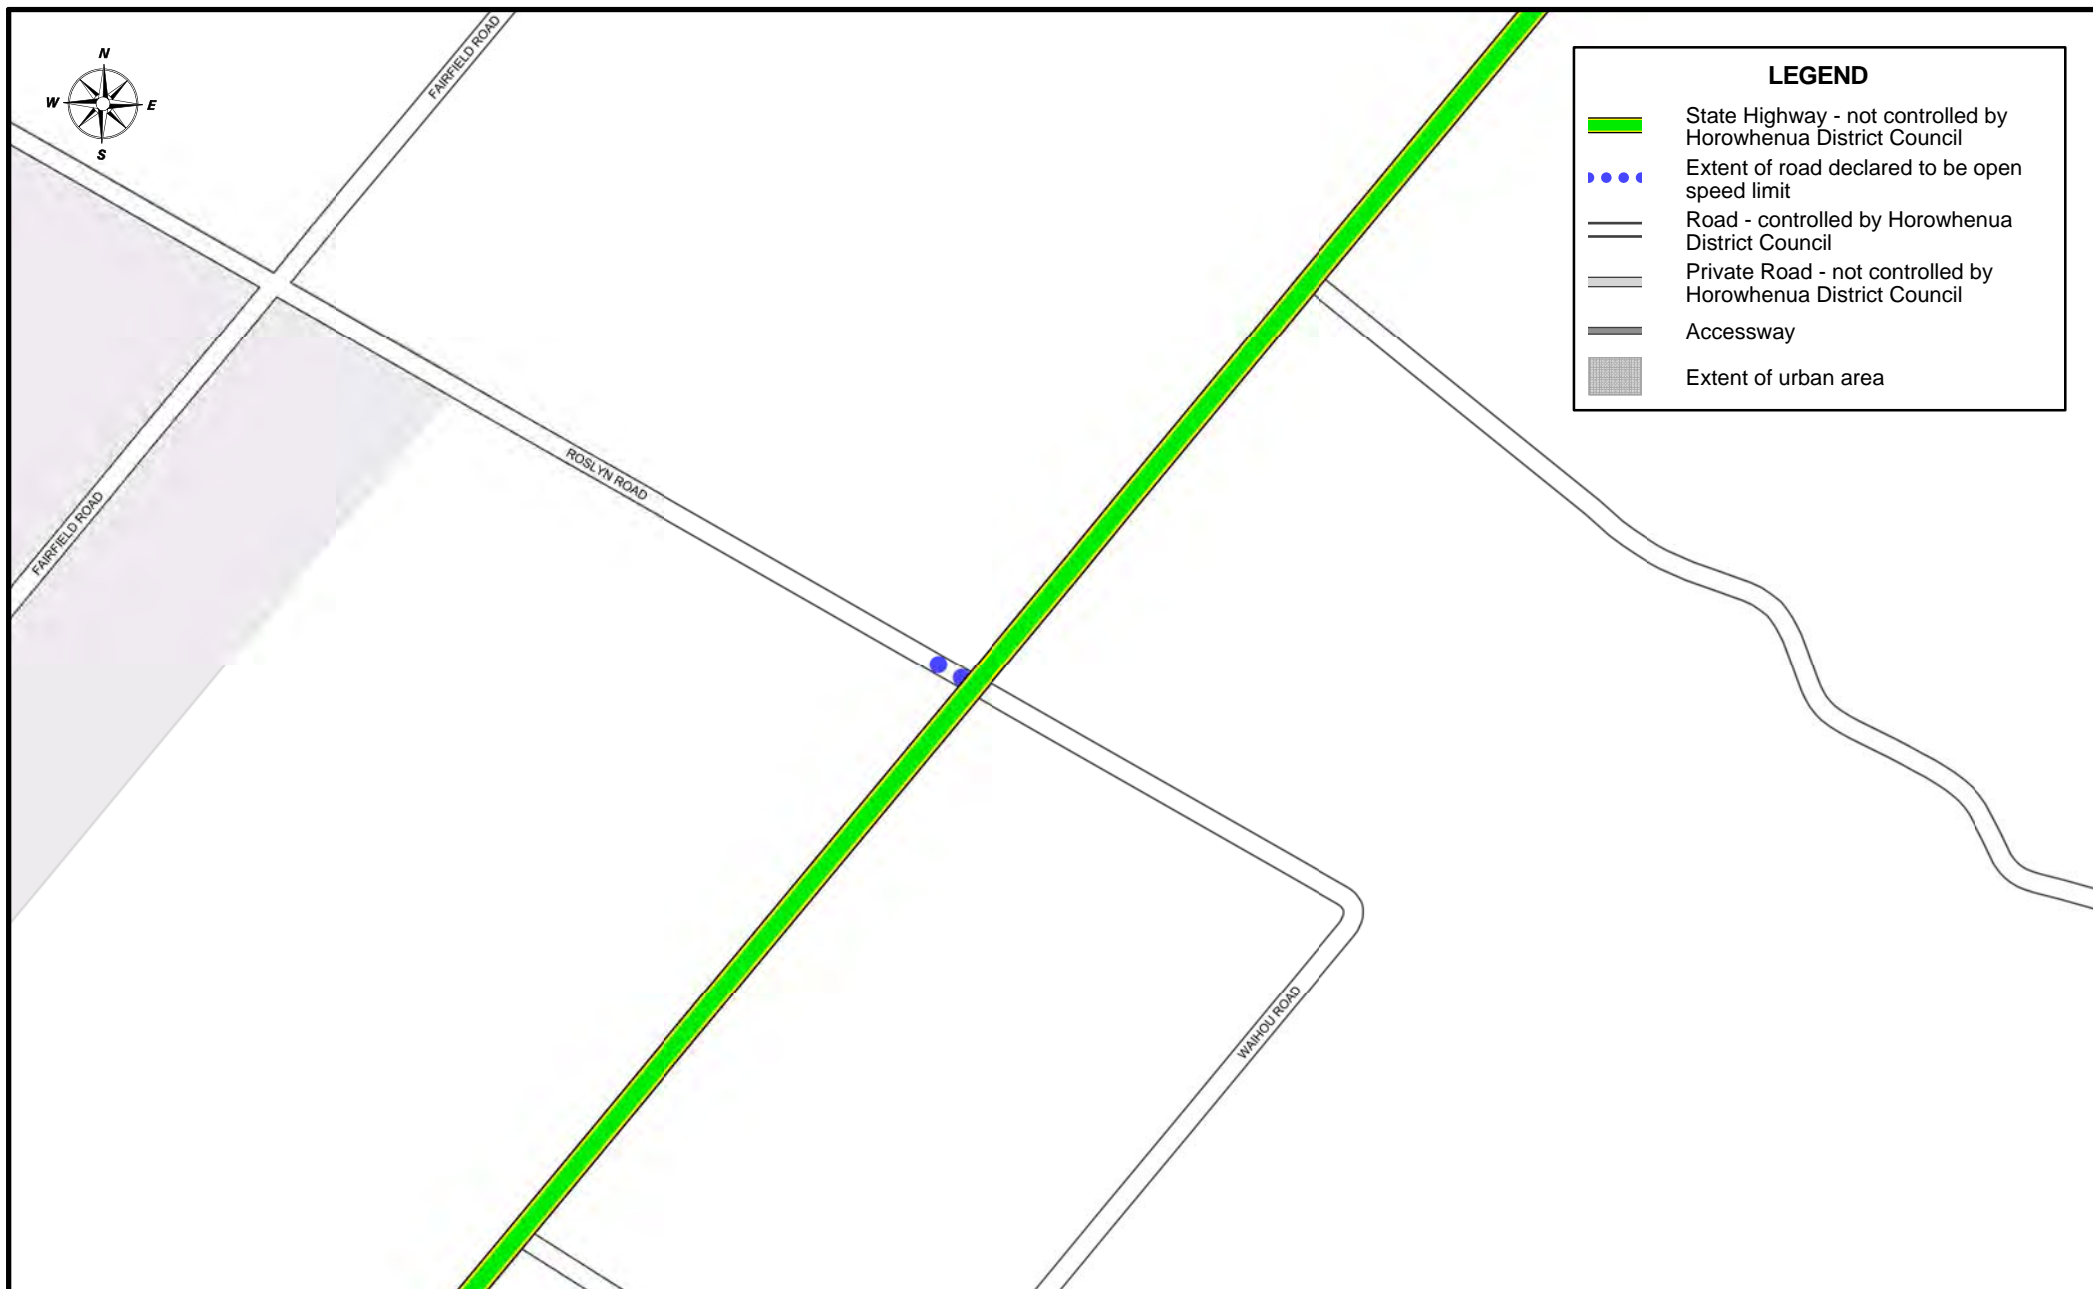 N
W
E
S
FAIRFIELD ROAD
LEGEND
State Highway - not controlled by
Horowhenua District Council
Extent of road declared to be open
speed limit
Road - controlled by Horowhenua
District Council
Private Road - not controlled by
Horowhenua District Council
Accessway
Extent of urban area
ROSLYN ROAD
FAIRFIELD ROAD
WAIHOU ROAD